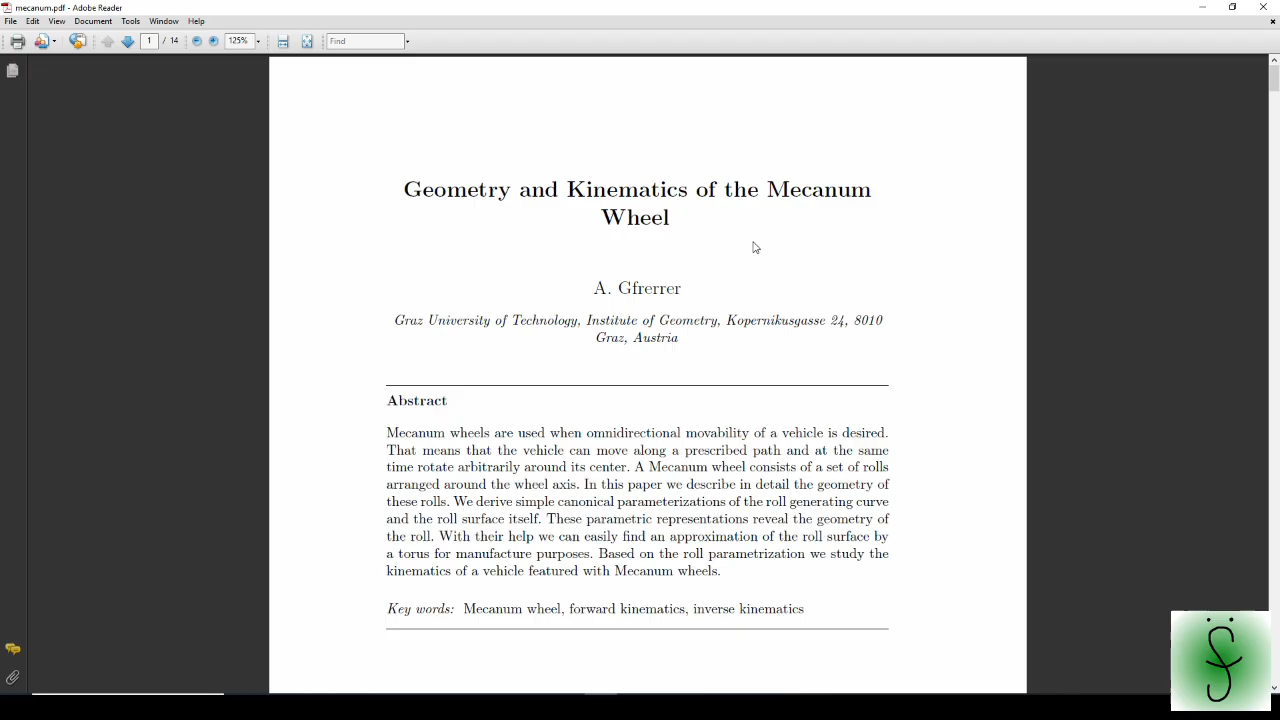 mecanum.pdf - Adobe Reader
File Edit View Document Tools Window Help
1 / 14 125% Find
Geometry and Kinematics of the Mecanum
Wheel
A. Gfrerrer
Graz University of Technology, Institute of Geometry, Kopernikusgasse 24, 8010
Graz, Austria
Abstract
Mecanum wheels are used when omnidirectional movability of a vehicle is desired.
That means that the vehicle can move along a prescribed path and at the same
time rotate arbitrarily around its center. A Mecanum wheel consists of a set of rolls
arranged around the wheel axis. In this paper we describe in detail the geometry of
these rolls. We derive simple canonical parameterizations of the roll generating curve
and the roll surface itself. These parametric representations reveal the geometry of
the roll. With their help we can easily find an approximation of the roll surface by
a torus for manufacture purposes. Based on the roll parametrization we study the
kinematics of a vehicle featured with Mecanum wheels.
Key words: Mecanum wheel, forward kinematics, inverse kinematics